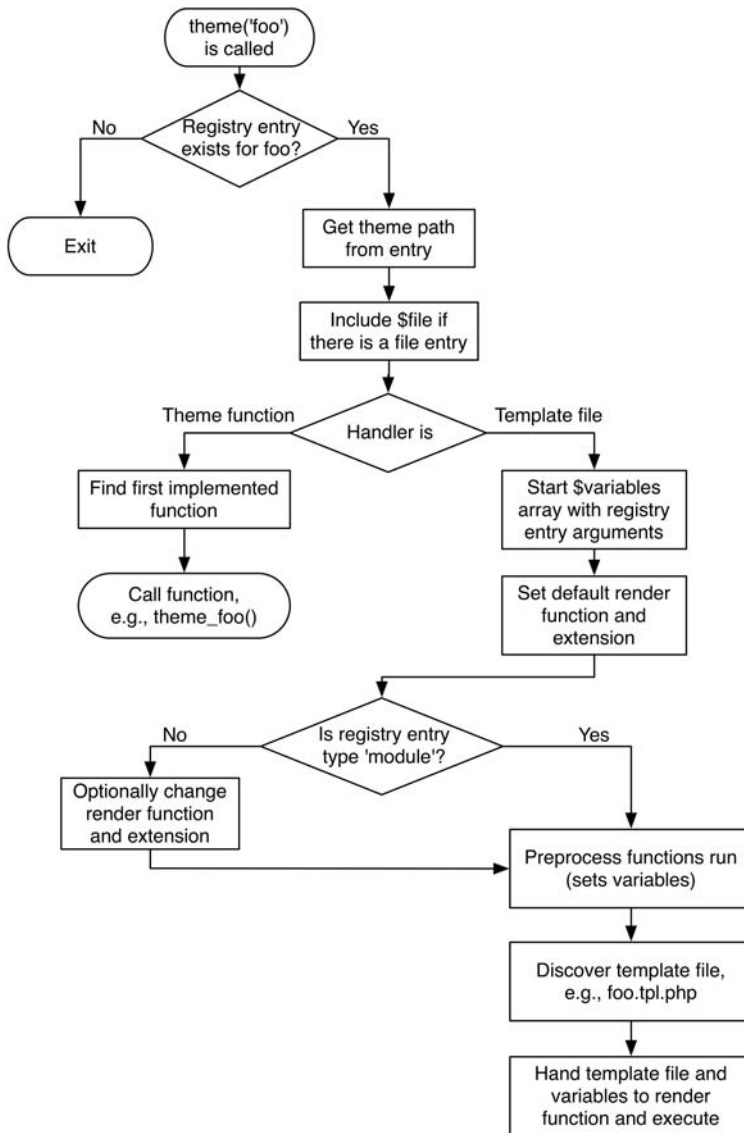 theme('foo')
is called
No
Registry entry
exists for foo?
Yes
Exit
Get theme path
from entry
Include $file if
there is a file entry
Theme function
Handler is
Template file
Find first implemented
function
Start $variables
array with registry
entry arguments
Call function,
e.g., theme_foo()
Set default render
function and
extension
No
Is registry entry
type 'module'?
Yes
Optionally change
render function
and extension
Preprocess functions run
(sets variables)
Discover template file,
e.g., foo.tpl.php
Hand template file and
variables to render
function and execute